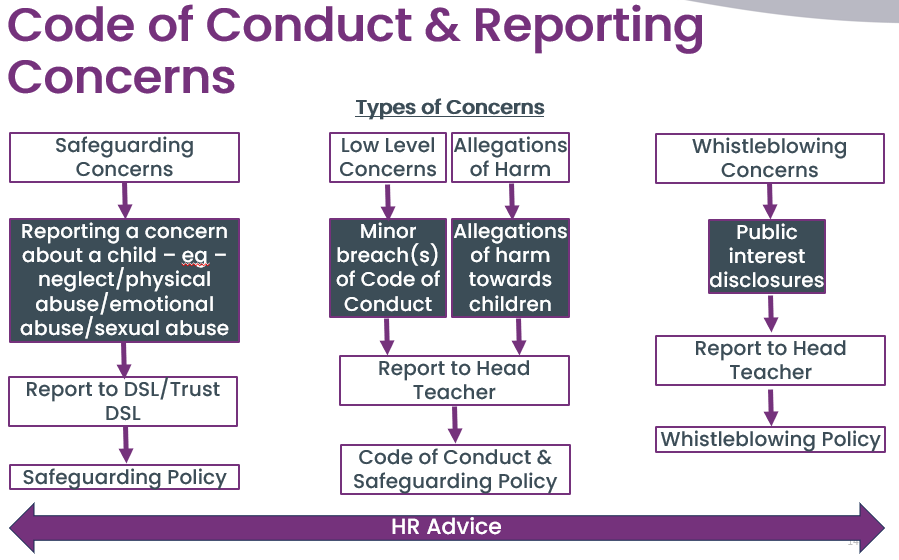 Code of Conduct & Reporting
Concerns
Types of Concerns
Safeguarding
Concerns
Reporting a concern
about a child – eg –
neglect/physical
abuse/emotional
abuse/sexual abuse
Report to DSL/Trust
DSL
Safeguarding Policy
Low Level
Concerns
Minor
breach(s)
of Code of
Conduct
Allegations
of Harm
Allegations
of harm
towards
children
Report to Head
Teacher
Code of Conduct &
Safeguarding Policy
Whistleblowing
Concerns
Public
interest
disclosures
Report to Head
Teacher
Whistleblowing Policy
HR Advice